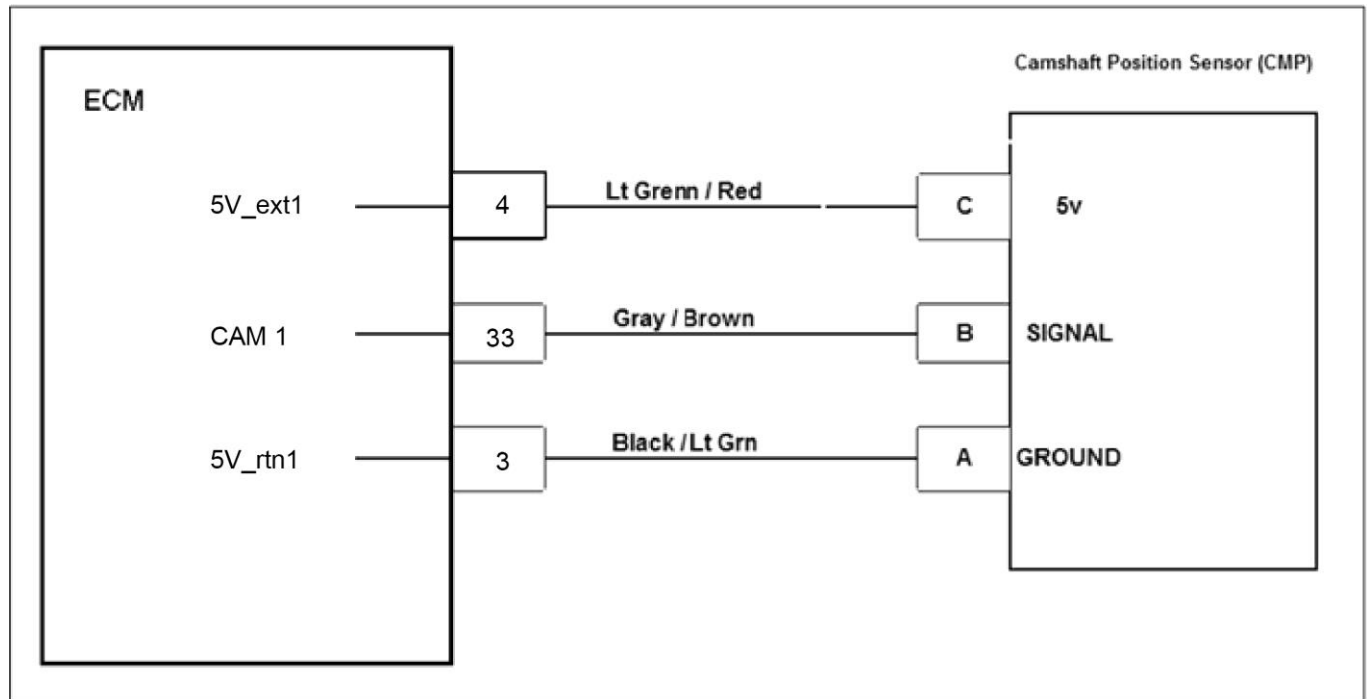 Camshaft Position Sensor (CMP)
ECM
5V_ext1 4 Lt Grenn / Red C 5v
CAM 1 33 Gray / Brown B SIGNAL
5V_rtn1 3 Black / Lt Grn A GROUND